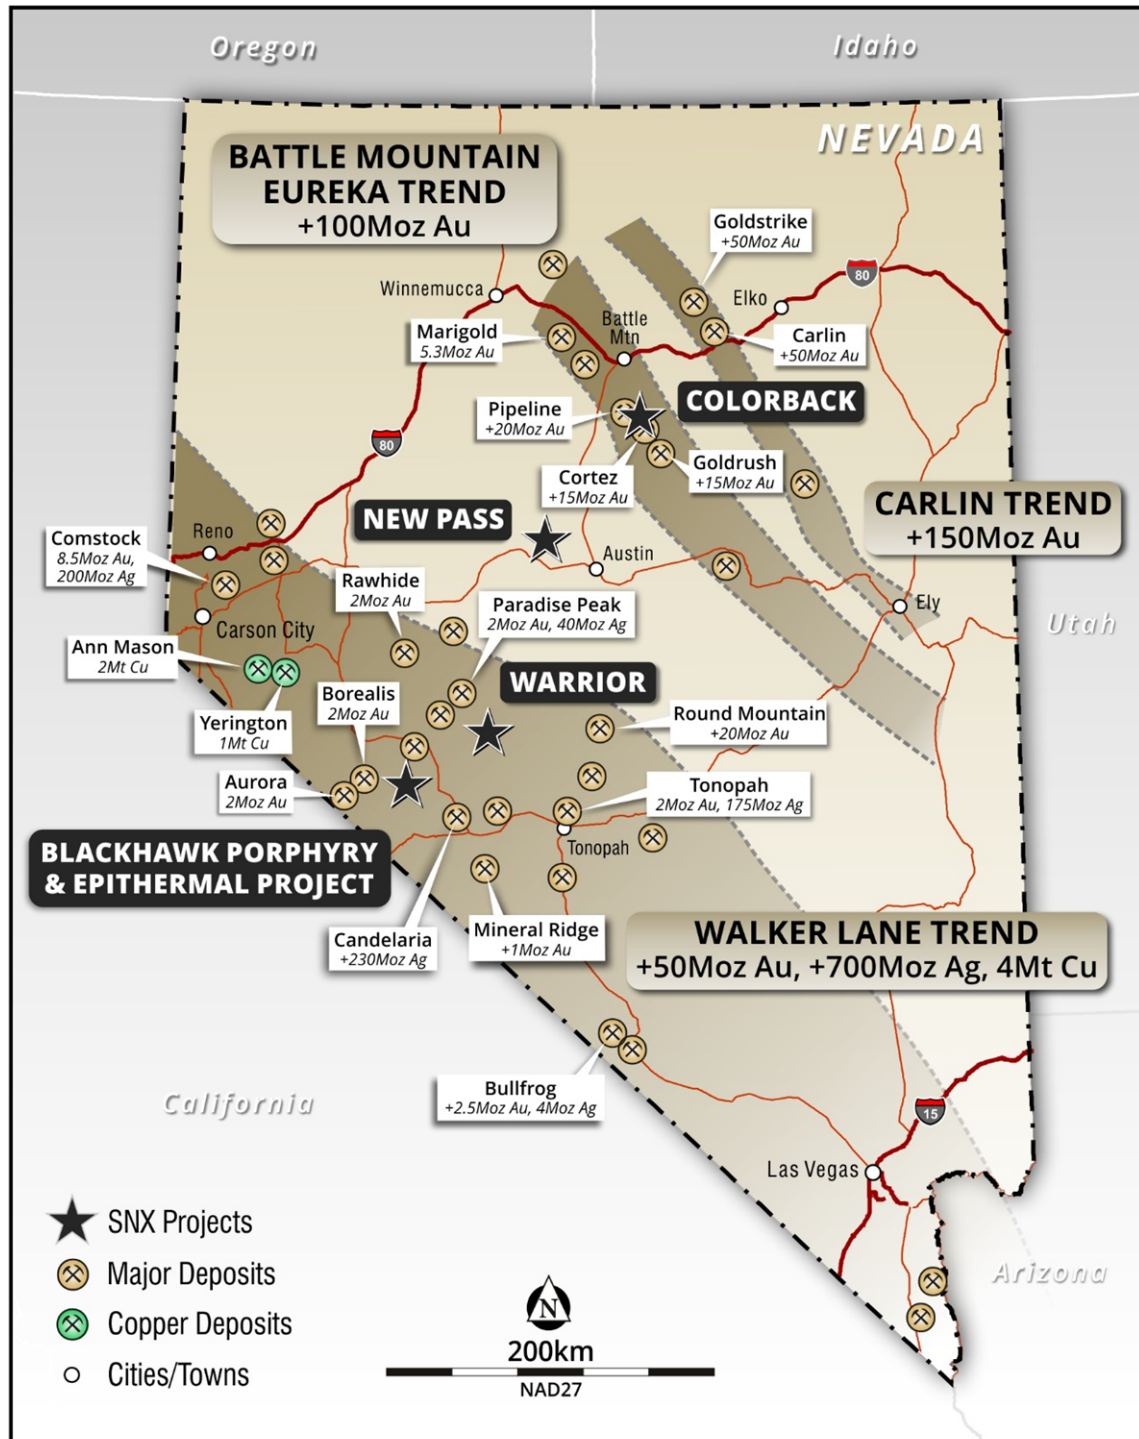 Oregon
Idaho
NEVADA
BATTLE MOUNTAIN
EUREKA TREND
+100Moz Au
Goldstrike
+50Moz Au
80
Winnemucca
Elko
Battle
Mtn
Marigold
5.3Moz Au
Carlin
+50Moz Au
COLORBACK
Pipeline
+20Moz Au
80
Goldrush
+15Moz Au
Cortez
+15Moz Au
CARLIN TREND
+150Moz Au
NEW PASS
Reno
Comstock
8.5Moz Au,
200Moz Ag
Austin
Rawhide
2Moz Au
Paradise Peak
2Moz Au, 40Moz Ag
Ely
Utah
Carson City
Ann Mason
2Mt Cu
WARRIOR
Borealis
2Moz Au
Yerington
1Mt Cu
Round Mountain
+20Moz Au
Aurora
2Moz Au
Tonopah
2Moz Au, 175Moz Ag
Tonopah
BLACKHAWK PORPHYRY
& EPITHERMAL PROJECT
Candelaria
+230Moz Ag
Mineral Ridge
+1Moz Au
WALKER LANE TREND
+50Moz Au, +700Moz Ag, 4Mt Cu
Bullfrog
+2.5Moz Au, 4Moz Ag
California
15
Las Vegas
Arizona
SNX Projects
Major Deposits
Copper Deposits
Cities/Towns
N
200km
NAD27